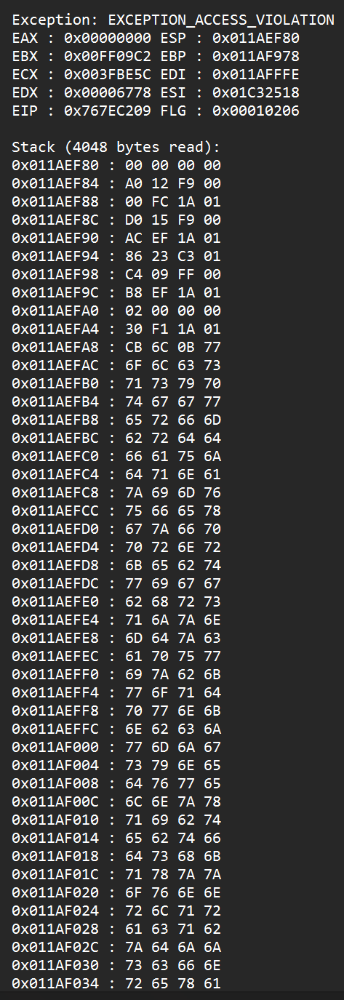 Exception: EXCEPTION_ACCESS_VIOLATION
EAX : 0x00000000 ESP : 0x011AEF80
EBX : 0x00FF09C2 EBP : 0x011AF978
ECX : 0x003FBE5C EDI : 0x011AFFFE
EDX : 0x00006778 ESI : 0x01C32518
EIP : 0x767EC209 FLG : 0x00010206
Stack (4048 bytes read):
0x011AEF80 : 00 00 00 00
0x011AEF84 : A0 12 F9 00
0x011AEF88 : 00 FC 1A 01
0x011AEF8C : D0 15 F9 00
0x011AEF90 : AC EF 1A 01
0x011AEF94 : 86 23 C3 01
0x011AEF98 : C4 09 FF 00
0x011AEF9C : B8 EF 1A 01
0x011AEFA0 : 02 00 00 00
0x011AEFA4 : 30 F1 1A 01
0x011AEFA8 : CB 6C 0B 77
0x011AEFAC : 6F 6C 63 73
0x011AEFB0 : 71 73 79 70
0x011AEFB4 : 74 67 67 77
0x011AEFB8 : 65 72 66 6D
0x011AEFBC : 62 72 64 64
0x011AEFC0 : 66 61 75 6A
0x011AEFC4 : 64 71 6E 61
0x011AEFC8 : 7A 69 6D 76
0x011AEFCC : 75 66 65 78
0x011AEFD0 : 67 7A 66 70
0x011AEFD4 : 70 72 6E 72
0x011AEFD8 : 6B 65 62 74
0x011AEFDC : 77 69 67 67
0x011AEFE0 : 62 68 72 73
0x011AEFE4 : 71 6A 7A 6E
0x011AEFE8 : 6D 64 7A 63
0x011AEFEC : 61 70 75 77
0x011AEFF0 : 69 7A 62 6B
0x011AEFF4 : 77 6F 71 64
0x011AEFF8 : 70 77 6E 6B
0x011AEFFC : 6E 62 63 6A
0x011AF000 : 77 6D 6A 67
0x011AF004 : 73 79 6E 65
0x011AF008 : 64 76 77 65
0x011AF00C : 6C 6E 7A 78
0x011AF010 : 71 69 62 74
0x011AF014 : 65 62 74 66
0x011AF018 : 64 73 68 6B
0x011AF01C : 71 78 7A 7A
0x011AF020 : 6F 76 6E 6E
0x011AF024 : 72 6C 71 72
0x011AF028 : 61 63 71 62
0x011AF02C : 7A 64 6A 6A
0x011AF030 : 73 63 66 6E
0x011AF034 : 72 65 78 61